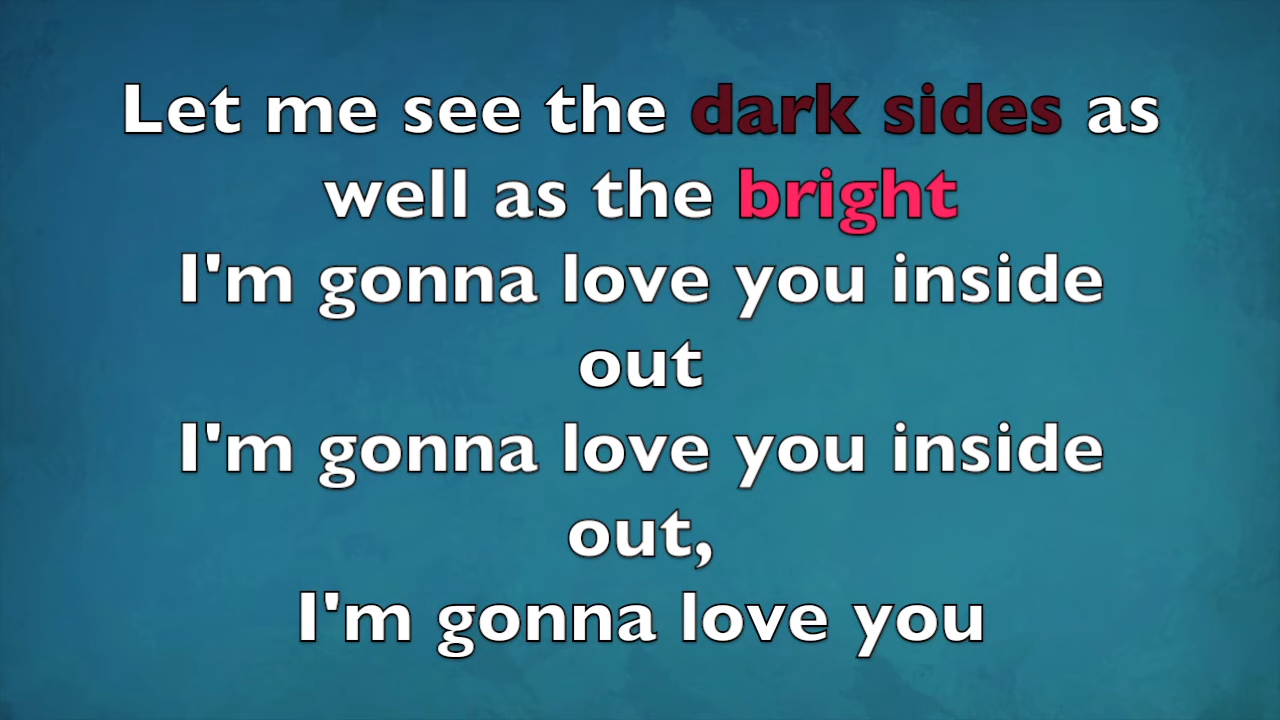 Let me see the dark sides as
well as the bright
I'm gonna love you inside
out
I'm gonna love you inside
out,
I'm gonna love you